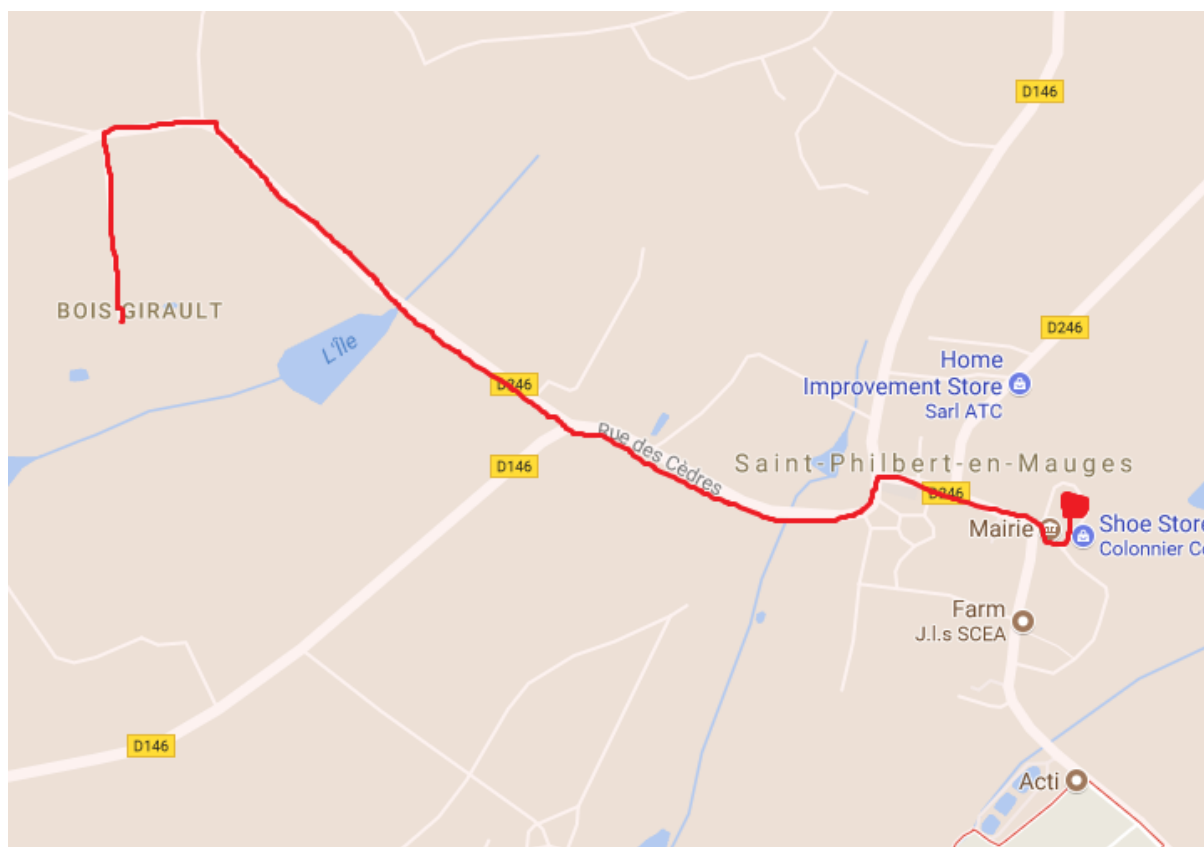 D146
BOIS GIRAULT
L'Île
D246
Home
Improvement Store
Sarl ATC
D246
Rue des Cèdres
D146
Saint-Philbert-en-Mauges
D246
Mairie
Shoe Store
Colonnier
Farm
J.l.s SCEA
D146
Acti